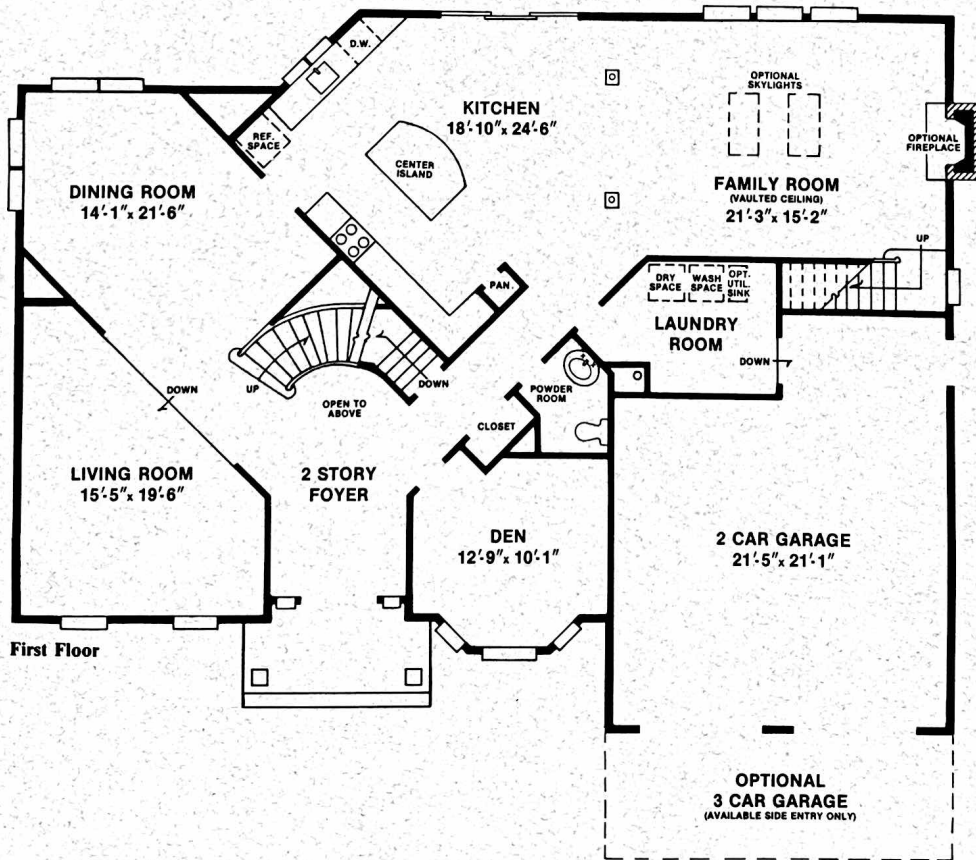 D.W.
REF.
SPACE
KITCHEN
18'-10" x 24'-6"
CENTER
ISLAND
OPTIONAL
SKYLIGHTS
OPTIONAL
FIREPLACE
FAMILY ROOM
(VAULTED CEILING)
21'-3" x 15'-2"
DINING ROOM
14'-1" x 21'-6"
UP
PAN.
DRY
SPACE
WASH
SPACE
OPT.
UTIL.
SINK
LAUNDRY
ROOM
DOWN
DOWN
UP
DOWN
OPEN TO
ABOVE
POWDER
ROOM
CLOSET
LIVING ROOM
15'-5" x 19'-6"
2 STORY
FOYER
DEN
12'-9" x 10'-1"
2 CAR GARAGE
21'-5" x 21'-1"
First Floor
OPTIONAL
3 CAR GARAGE
(AVAILABLE SIDE ENTRY ONLY)